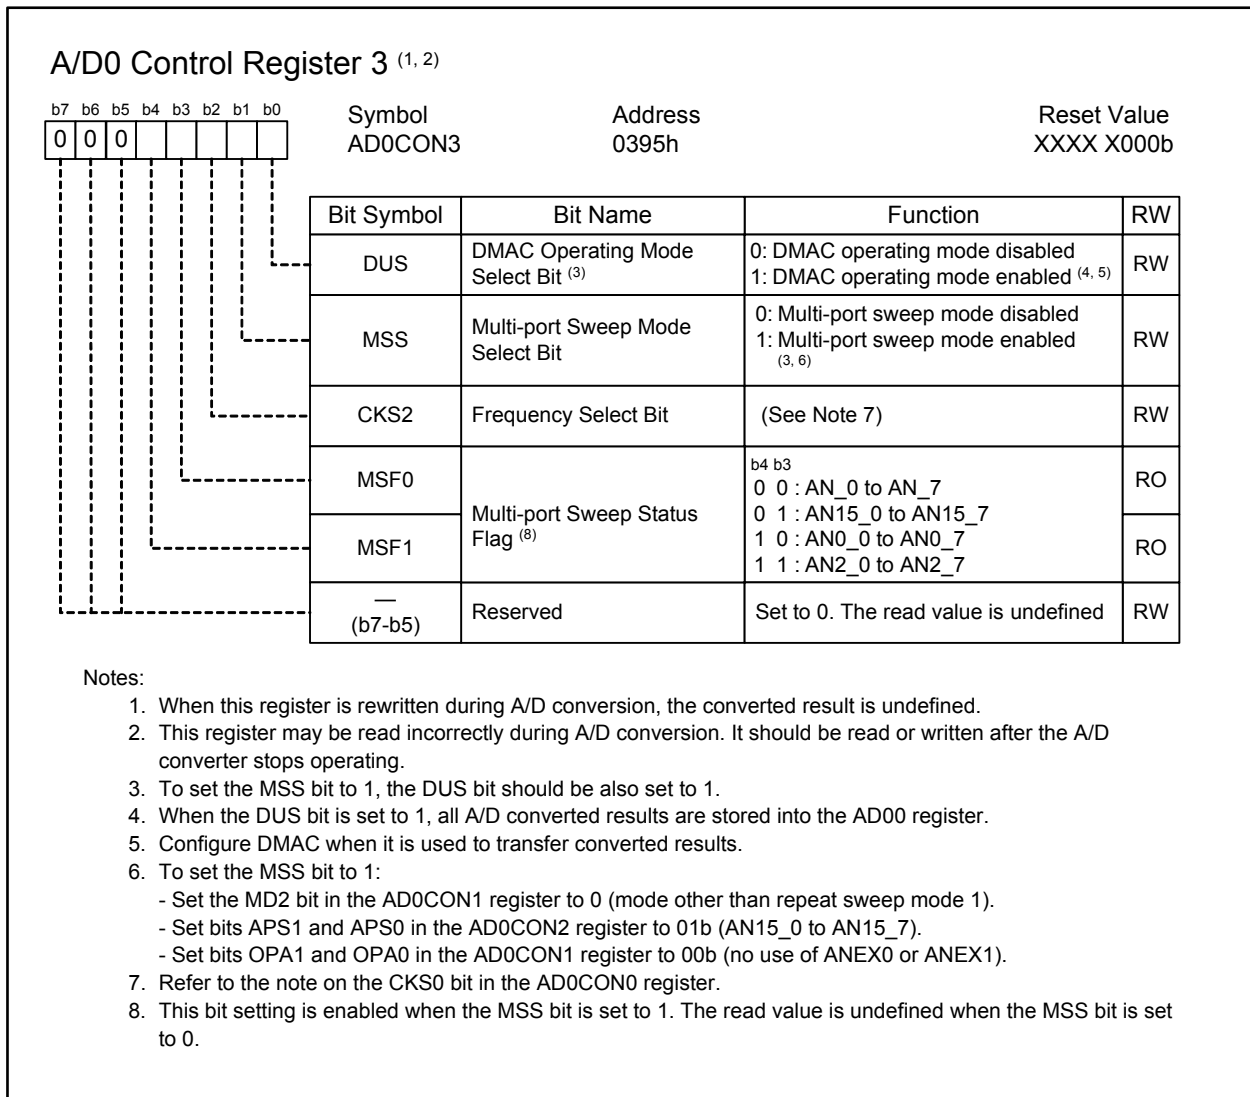 A/D0 Control Register 3 (1, 2)
b7 b6 b5 b4 b3 b2 b1 b0
0 0 0
Symbol Address Reset Value
AD0CON3 0395h XXXX X000b
Bit Symbol Bit Name Function RW
DUS
DMAC Operating Mode
Select Bit (3)
0: DMAC operating mode disabled
1: DMAC operating mode enabled (4, 5)
RW
MSS
Multi-port Sweep Mode
Select Bit
0: Multi-port sweep mode disabled
1: Multi-port sweep mode enabled
(3, 6)
RW
CKS2 Frequency Select Bit (See Note 7) RW
MSF0
MSF1
Multi-port Sweep Status
Flag (8)
b4 b3
0 0 : AN_0 to AN_7
0 1 : AN15_0 to AN15_7
1 0 : AN0_0 to AN0_7
1 1 : AN2_0 to AN2_7
RO
RO
—
(b7-b5)
Reserved Set to 0. The read value is undefined RW
Notes:
1. When this register is rewritten during A/D conversion, the converted result is undefined.
2. This register may be read incorrectly during A/D conversion. It should be read or written after the A/D
converter stops operating.
3. To set the MSS bit to 1, the DUS bit should be also set to 1.
4. When the DUS bit is set to 1, all A/D converted results are stored into the AD00 register.
5. Configure DMAC when it is used to transfer converted results.
6. To set the MSS bit to 1:
- Set the MD2 bit in the AD0CON1 register to 0 (mode other than repeat sweep mode 1).
- Set bits APS1 and APS0 in the AD0CON2 register to 01b (AN15_0 to AN15_7).
- Set bits OPA1 and OPA0 in the AD0CON1 register to 00b (no use of ANEX0 or ANEX1).
7. Refer to the note on the CKS0 bit in the AD0CON0 register.
8. This bit setting is enabled when the MSS bit is set to 1. The read value is undefined when the MSS bit is set
to 0.